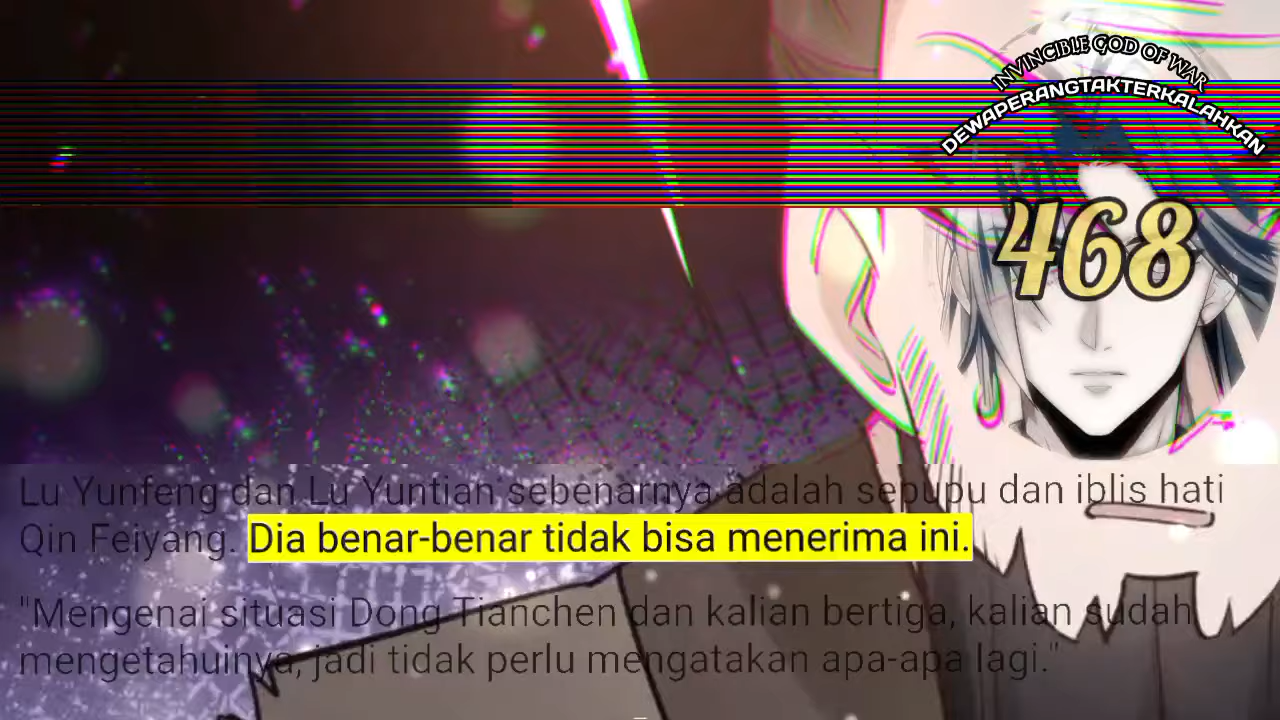 INVINCIBLE GOD OF WAR
DEWAPERANGTAKTERKALAHKAN
468
Lu Yunfeng dan Lu Yuntian sebenarnya adalah sepupu dan iblis hati
Qin Feiyang. Dia benar-benar tidak bisa menerima ini.
"Mengenai situasi Dong Tianchen dan kalian bertiga, kalian sudah
mengetahuinya, jadi tidak perlu mengatakan apa-apa lagi."